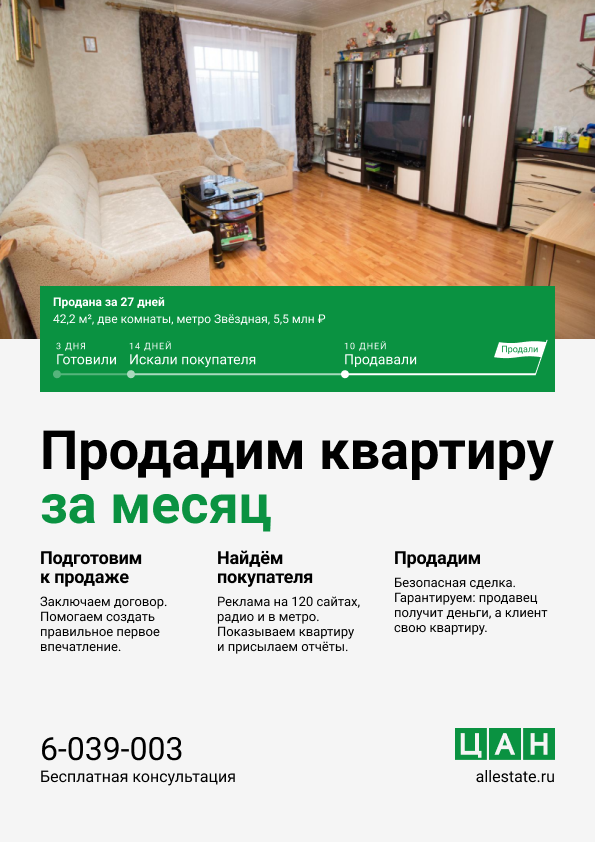 Продана за 27 дней
42,2 м², две комнаты, метро Звёздная, 5,5 млн ₽
3 ДНЯ
Готовили
14 ДНЕЙ
Искали покупателя
10 ДНЕЙ
Продавали
Продали
Продадим квартиру
за месяц
Подготовим
к продаже
Заключаем договор.
Помогаем создать
правильное первое
впечатление.
Найдём
покупателя
Реклама на 120 сайтах,
радио и в метро.
Показываем квартиру
и присылаем отчёты.
Продадим
Безопасная сделка.
Гарантируем: продавец
получит деньги, а клиент
свою квартиру.
6-039-003
Бесплатная консультация
ЦАН
allestate.ru